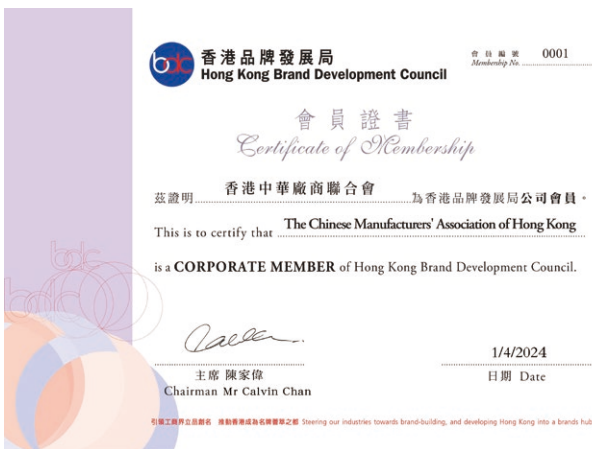 bdc
香港品牌發展局
Hong Kong Brand Development Council
會員編號 0001
Membership No.
會員證書
Certificate of Membership
茲證明 香港中華廠商聯合會 為香港品牌發展局公司會員。
This is to certify that The Chinese Manufacturers' Association of Hong Kong
is a CORPORATE MEMBER of Hong Kong Brand Development Council.
bdc
bdc
1/4/2024
主席 陳家偉
Chairman Mr Calvin Chan
日期 Date
引領工商界立品創名 推動香港成為名牌薈萃之都 Steering our industries towards brand-building, and developing Hong Kong into a brands hub